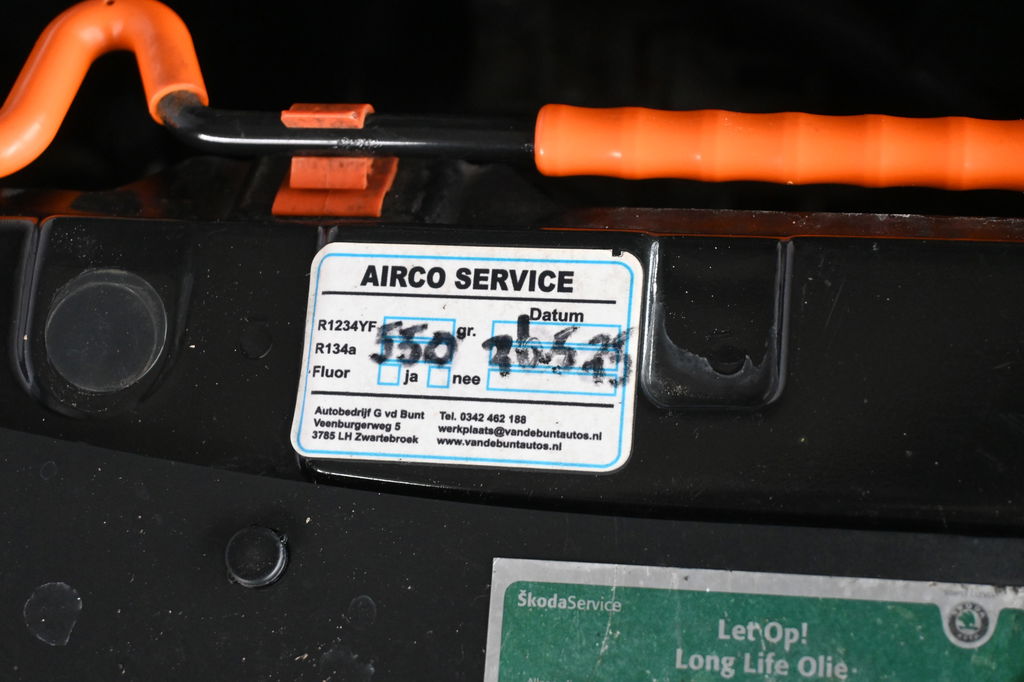 AIRCO SERVICE
Datum
R1234YF 550 gr.
R134a
Fluor ja nee
Autobedrijf G vd Bunt Tel. 0342 462 188
Veenburgerweg 5 werkplaats@vandebuntautos.nl
3785 LH Zwartebroek www.vandebuntautos.nl
ŠkodaService
Let Op!
Long Life Olie